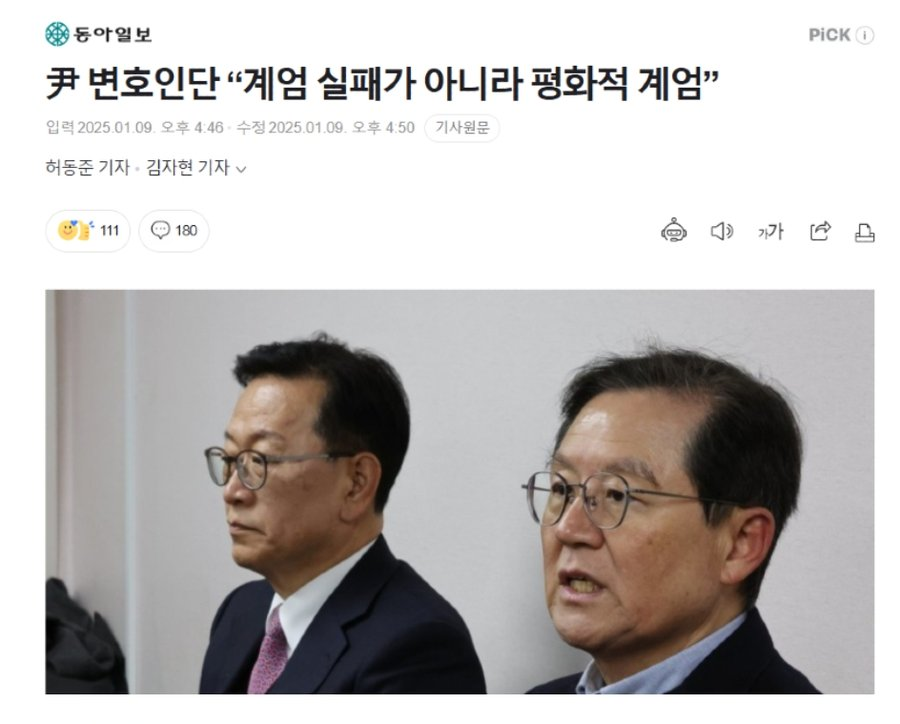 동아일보
PiCK
尹 변호인단 “계엄 실패가 아니라 평화적 계엄”
입력 2025.01.09. 오후 4:46 · 수정 2025.01.09. 오후 4:50 기사원문
허동준 기자 · 김자현 기자
111 180
가가